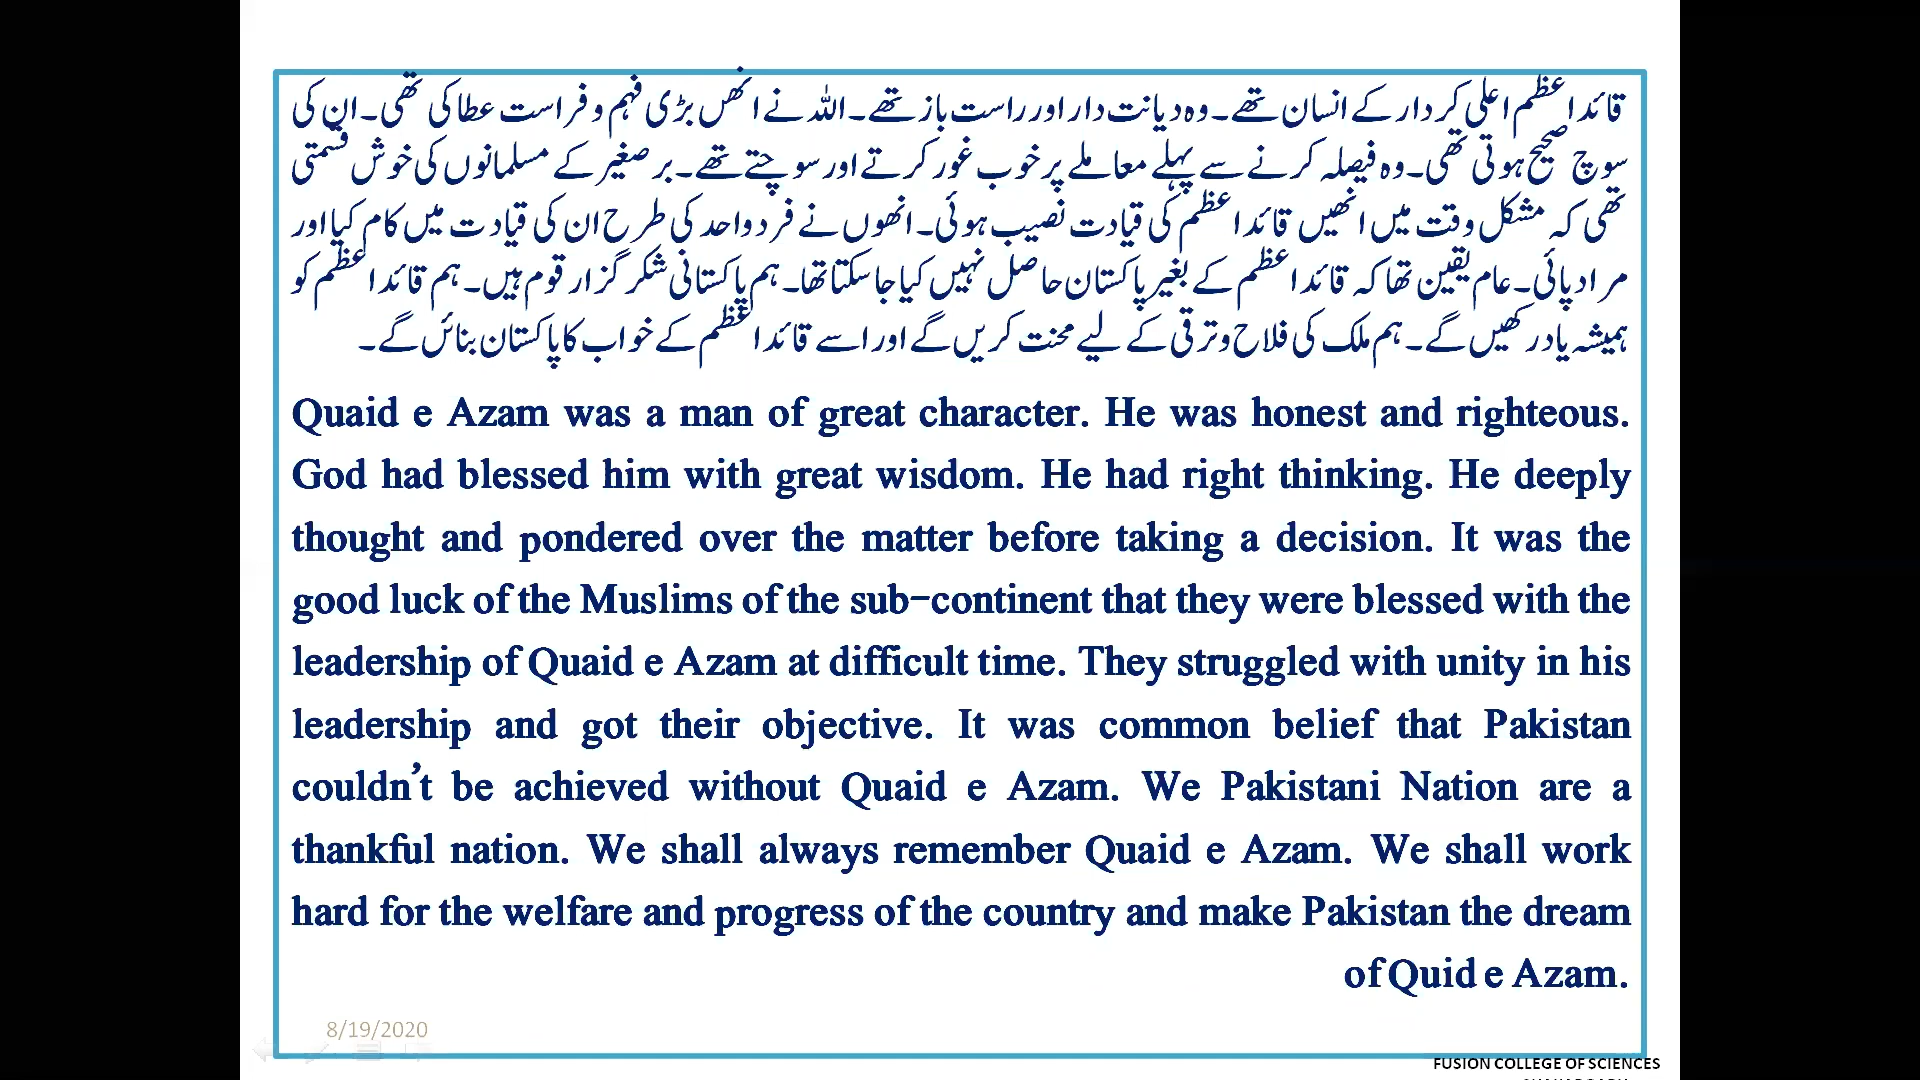 قائداعظم اعلی کردار کے انسان تھے۔ وہ دیانت دار اور راست باز تھے۔ اللہ نے انھں بڑی فہم و فراست عطا کی تھی۔ ان کی
سوچ صحیح ہوتی تھی۔ وہ فیصلہ کرنے سے پہلے معاملے پر خوب غور کرتے اور سوچتے تھے۔ بر صغیر کے مسلمانوں کی خوش قسمتی
تھی کہ مشکل وقت میں انھیں قائداعظم کی قیادت نصیب ہوئی۔ انھوں نے فرد واحد کی طرح ان کی قیادت میں کام کیا اور
مراد پائی۔ عام یقین تھا کہ قائداعظم کے بغیر پاکستان حاصل نہیں کیا جا سکتا تھا۔ ہم پاکستانی شکر گزار قوم ہیں۔ ہم قائداعظم کو
ہمیشہ یاد رکھیں گے۔ ہم ملک کی فلاح و ترقی کے لیے محنت کریں گے اور اسے قائداعظم کے خواب کا پاکستان بنائں گے۔
Quaid e Azam was a man of great character. He was honest and righteous.
God had blessed him with great wisdom. He had right thinking. He deeply
thought and pondered over the matter before taking a decision. It was the
good luck of the Muslims of the sub-continent that they were blessed with the
leadership of Quaid e Azam at difficult time. They struggled with unity in his
leadership and got their objective. It was common belief that Pakistan
couldn't be achieved without Quaid e Azam. We Pakistani Nation are a
thankful nation. We shall always remember Quaid e Azam. We shall work
hard for the welfare and progress of the country and make Pakistan the dream
of Quid e Azam.
8/19/2020
FUSION COLLEGE OF SCIENCES